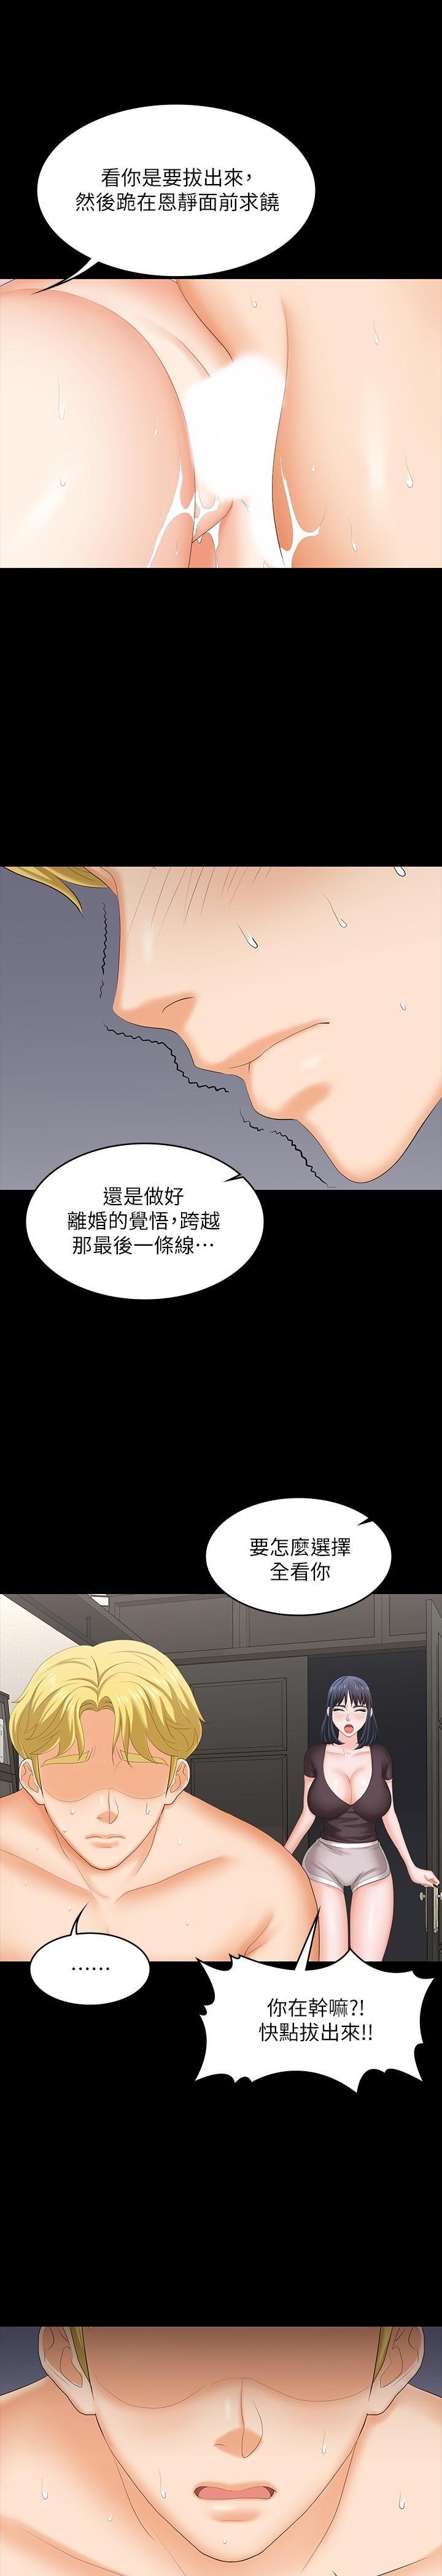 看你是要拔出來，
然後跪在恩靜面前求饒
還是做好
離婚的覺悟，跨越
那最後一條線…
要怎麼選擇
全看你
……
你在幹嘛?!
快點拔出來!!